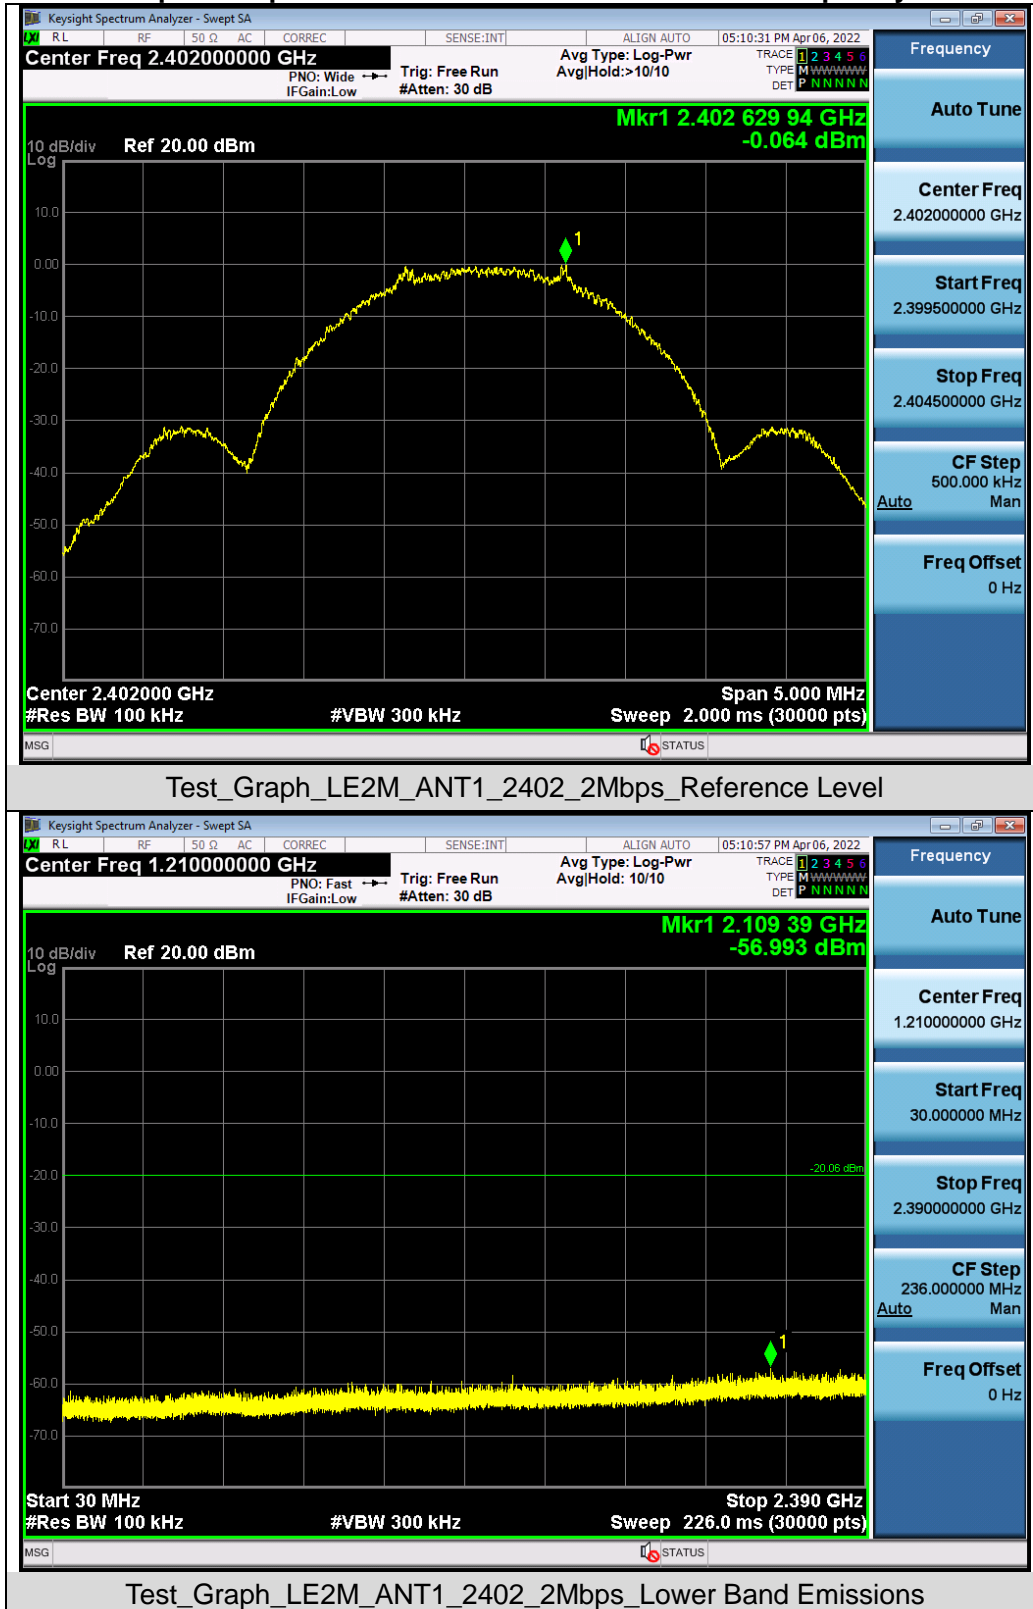 Keysight Spectrum Analyzer - Swept SA
LXI RL RF 50 Ω AC CORREC SENSE:INT ALIGN AUTO 05:10:31 PM Apr 06, 2022
Center Freq 2.402000000 GHz
PNO: Wide
IFGain:Low
Trig: Free Run
#Atten: 30 dB
Avg Type: Log-Pwr
Avg|Hold:>10/10
TRACE 1 2 3 4 5 6
TYPE M WWWWW
DET P N N N N N
Mkr1 2.402 629 94 GHz
-0.064 dBm
10 dB/div Ref 20.00 dBm
Log
10.0
1
0.00
-10.0
-20.0
-30.0
-40.0
-50.0
-60.0
-70.0
Center 2.402000 GHz Span 5.000 MHz
#Res BW 100 kHz #VBW 300 kHz Sweep 2.000 ms (30000 pts)
MSG STATUS
Frequency
Auto Tune
Center Freq
2.402000000 GHz
Start Freq
2.399500000 GHz
Stop Freq
2.404500000 GHz
CF Step
500.000 kHz
Auto Man
Freq Offset
0 Hz
Test_Graph_LE2M_ANT1_2402_2Mbps_Reference Level
Keysight Spectrum Analyzer - Swept SA
LXI RL RF 50 Ω AC CORREC SENSE:INT ALIGN AUTO 05:10:57 PM Apr 06, 2022
Center Freq 1.210000000 GHz
PNO: Fast
IFGain:Low
Trig: Free Run
#Atten: 30 dB
Avg Type: Log-Pwr
Avg|Hold: 10/10
TRACE 1 2 3 4 5 6
TYPE M WWWWW
DET P N N N N N
Mkr1 2.109 39 GHz
-56.993 dBm
10 dB/div Ref 20.00 dBm
Log
10.0
0.00
-10.0
-20.06 dBm
-20.0
-30.0
-40.0
-50.0
1
-60.0
-70.0
Start 30 MHz Stop 2.390 GHz
#Res BW 100 kHz #VBW 300 kHz Sweep 226.0 ms (30000 pts)
MSG STATUS
Frequency
Auto Tune
Center Freq
1.210000000 GHz
Start Freq
30.000000 MHz
Stop Freq
2.390000000 GHz
CF Step
236.000000 MHz
Auto Man
Freq Offset
0 Hz
Test_Graph_LE2M_ANT1_2402_2Mbps_Lower Band Emissions